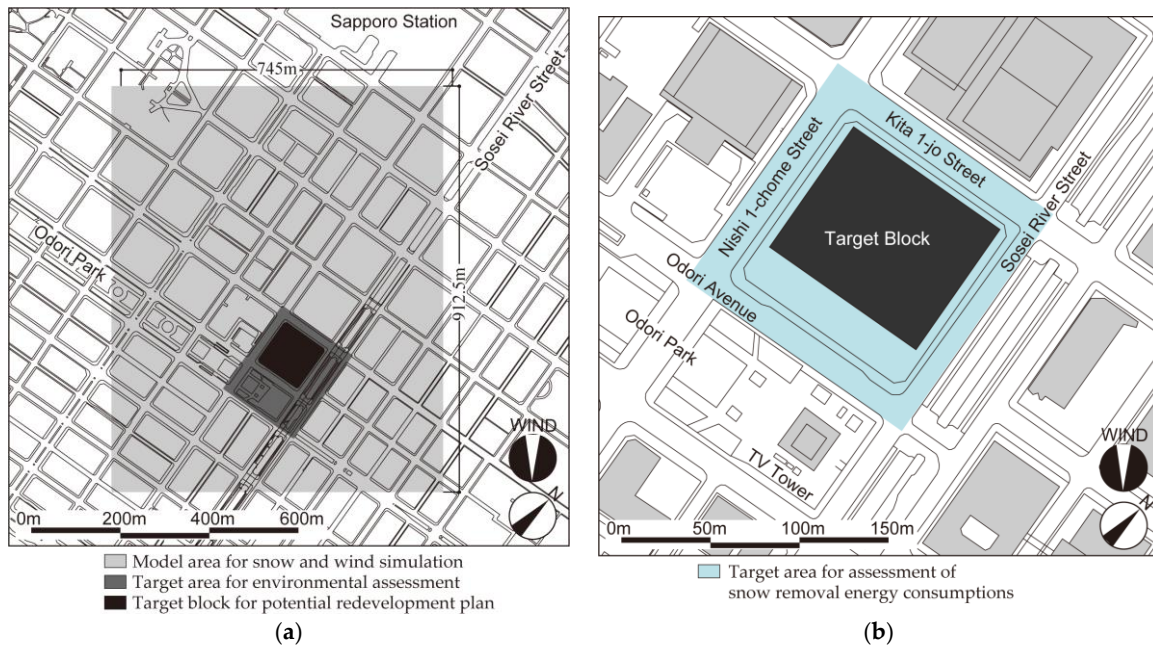 Sapporo Station
745m
Sosei River Street
912.5m
Odori Park
WIND
N
0m
200m
400m
600m
Model area for snow and wind simulation
Target area for environmental assessment
Target block for potential redevelopment plan
(a)
Kita 1-jo Street
Nishi 1-chome Street
Target Block
Sosei River Street
Odori Avenue
Odori Park
TV Tower
WIND
N
0m
50m
100m
150m
Target area for assessment of
snow removal energy consumptions
(b)